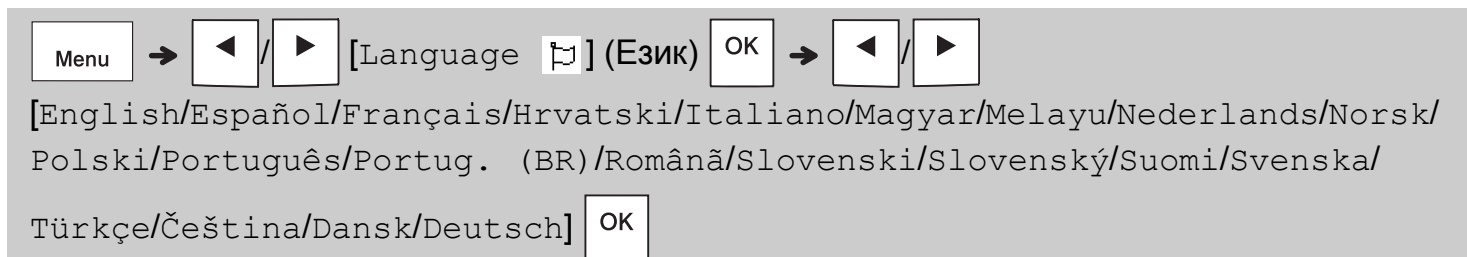 Menu ➔ ◀/▶ [Language ] (Език) OK ➔ ◀/▶
[English/Español/Français/Hrvatski/Italiano/Magyar/Melayu/Nederlands/Norsk/
Polski/Português/Portug. (BR)/Românã/Slovenski/Slovenský/Suomi/Svenska/
Türkçe/Čeština/Dansk/Deutsch] OK